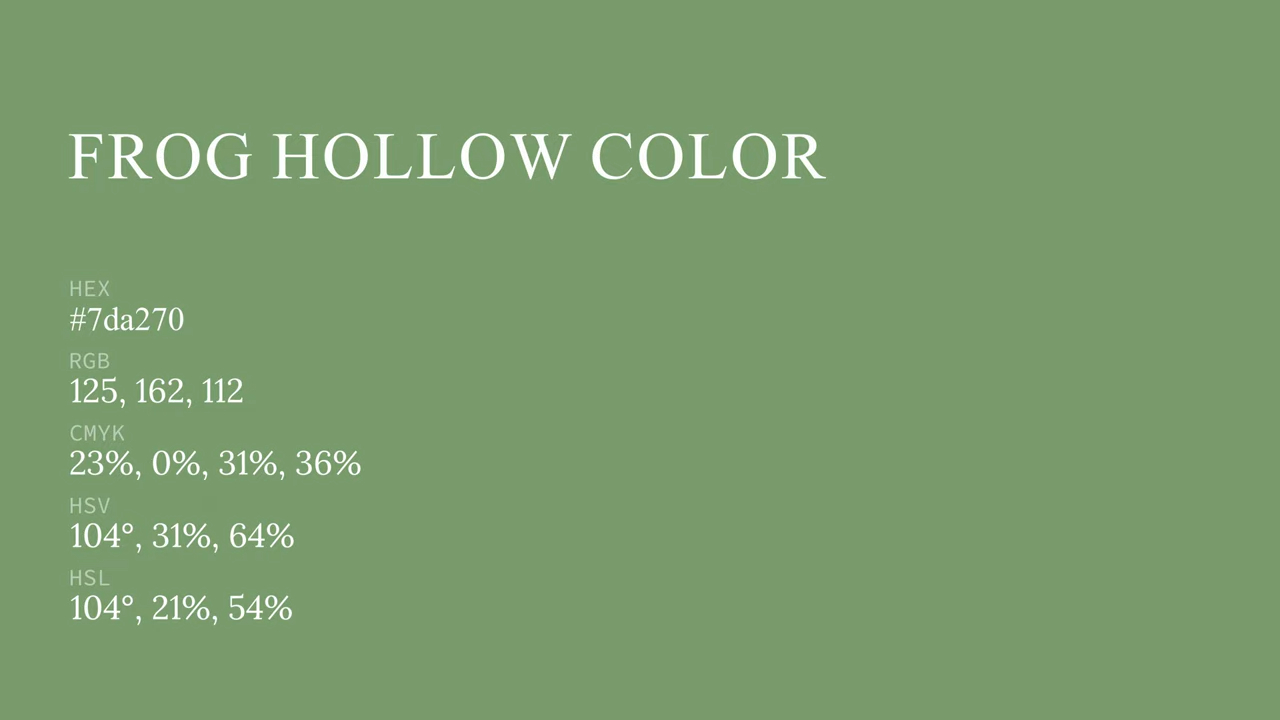 FROG HOLLOW COLOR
HEX
#7da270
RGB
125, 162, 112
CMYK
23%, 0%, 31%, 36%
HSV
104°, 31%, 64%
HSL
104°, 21%, 54%